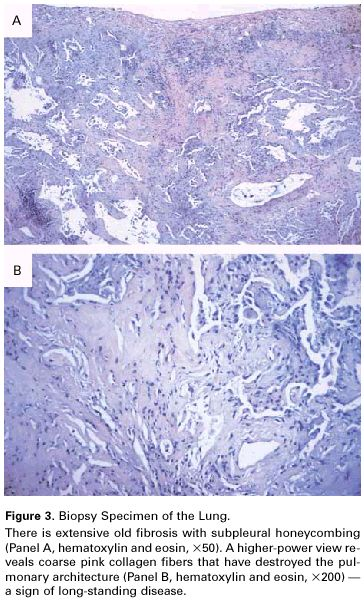 A
B
Figure 3. Biopsy Specimen of the Lung.
There is extensive old fibrosis with subpleural honeycombing
(Panel A, hematoxylin and eosin, ×50). A higher-power view re-
veals coarse pink collagen fibers that have destroyed the pul-
monary architecture (Panel B, hematoxylin and eosin, ×200) —
a sign of long-standing disease.